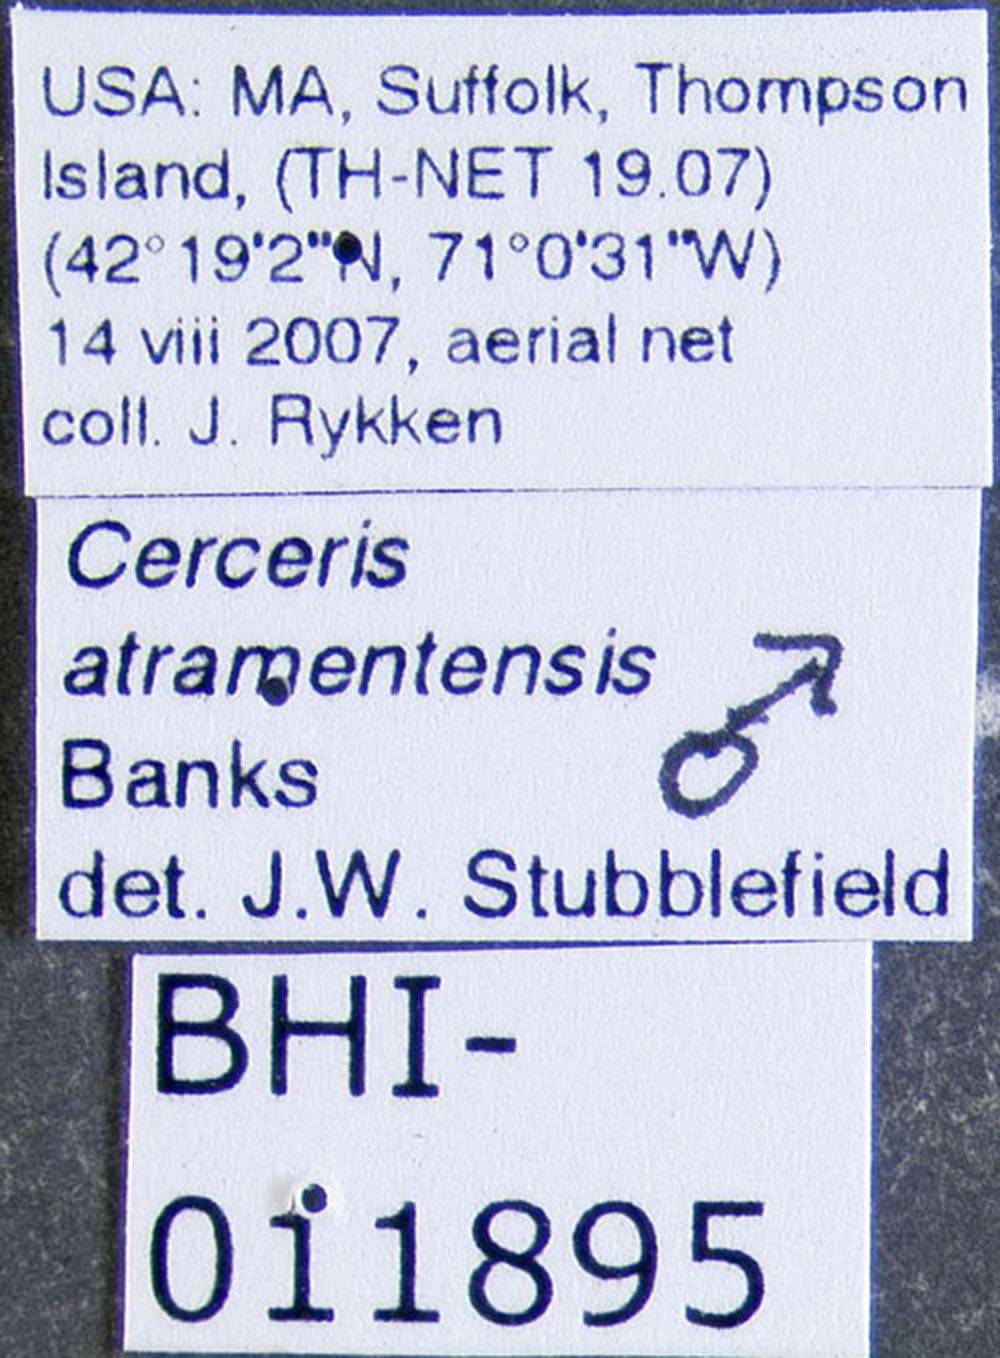 USA: MA, Suffolk, Thompson
Island, (TH-NET 19.07)
(42°19'2"N, 71°0'31"W)
14 viii 2007, aerial net
coll. J. Rykken
Cerceris
atramentensis ♂
Banks
det. J.W. Stubblefield
BHI-
011895